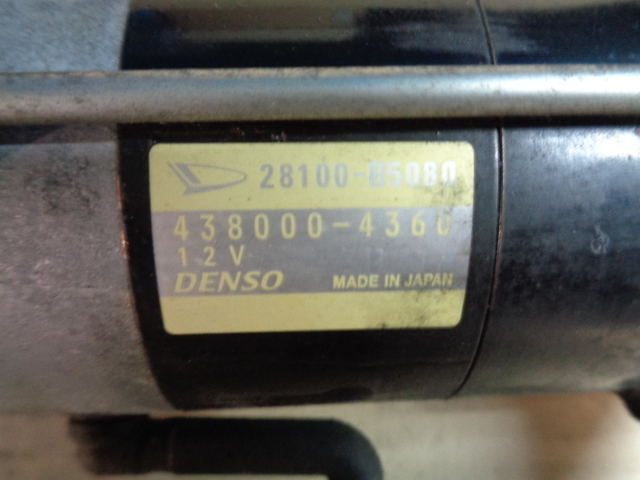 28100-B5080
438000-4360
12V
DENSO MADE IN JAPAN